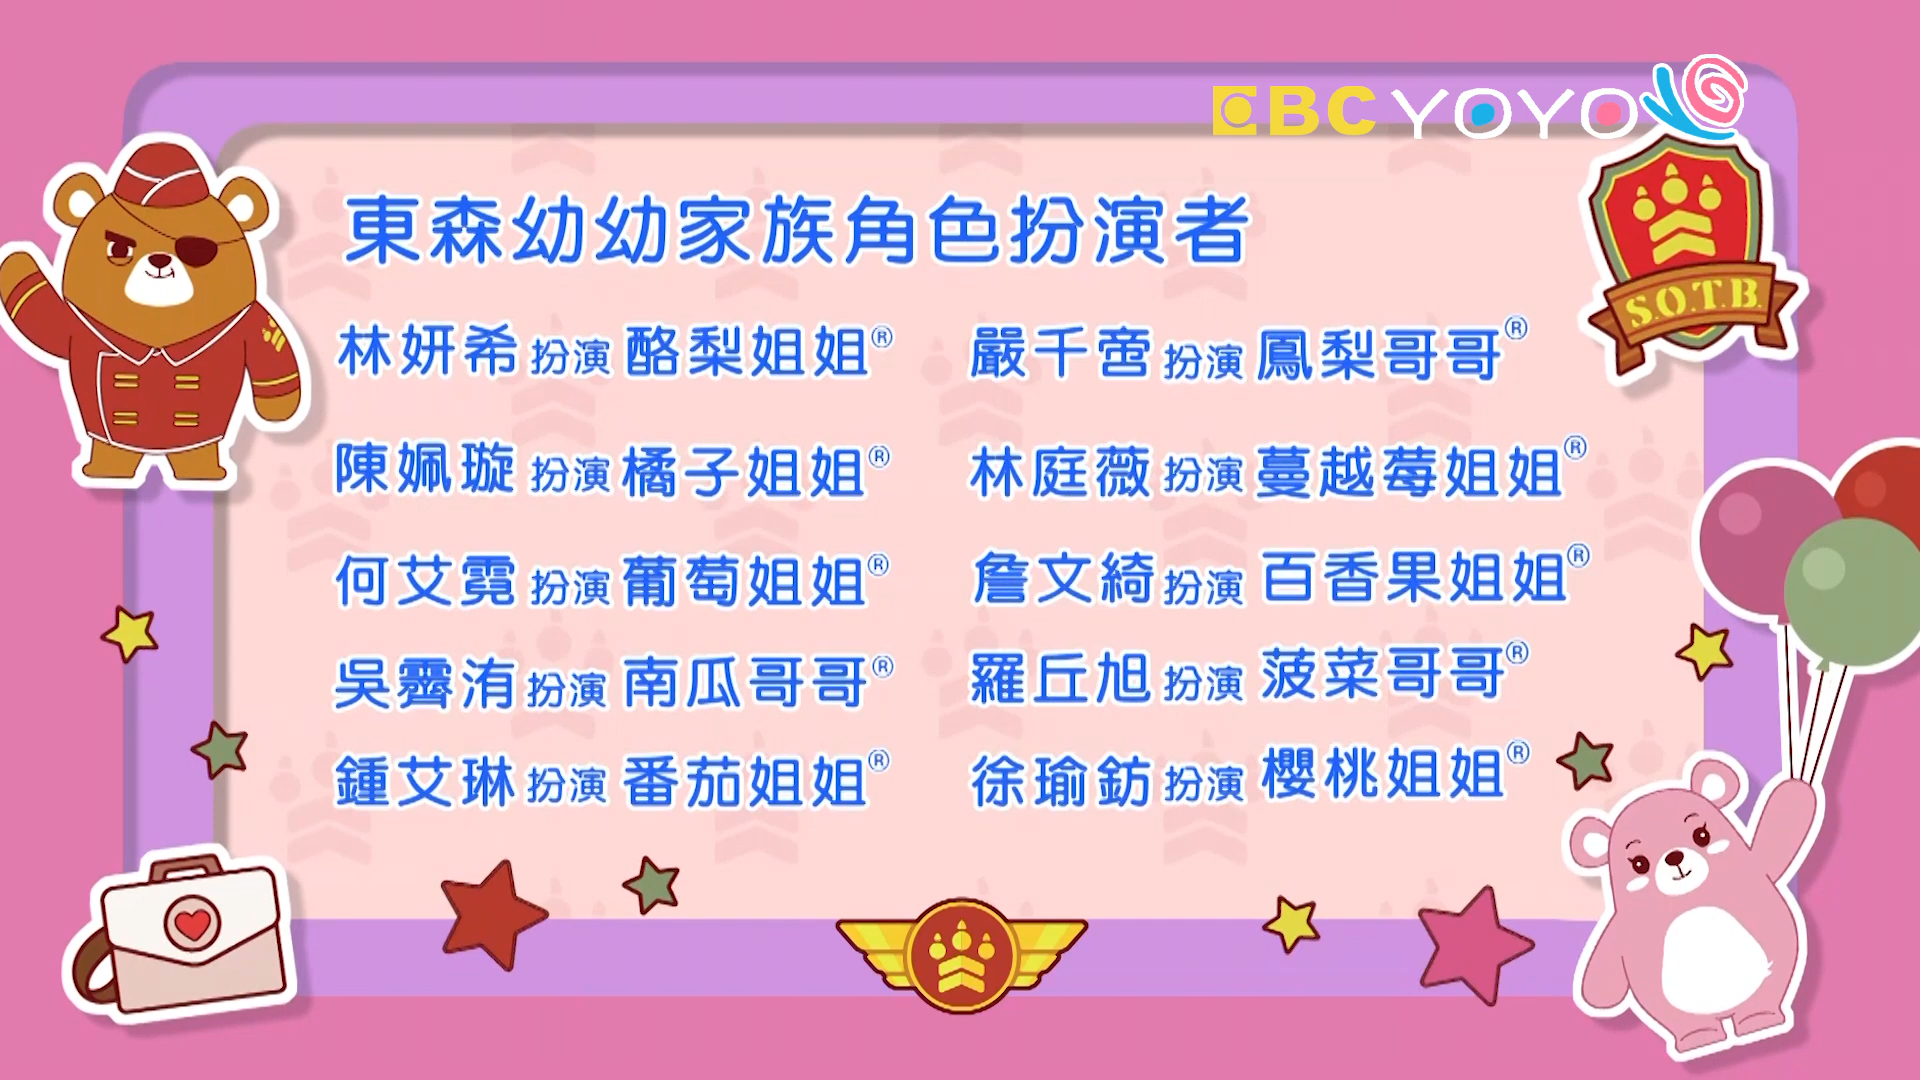 EBC YOYO
東森幼幼家族角色扮演者
S.O.T.B.
林妍希 扮演 酪梨姐姐® 嚴千啻 扮演 鳳梨哥哥®
陳姵璇 扮演 橘子姐姐® 林庭薇 扮演 蔓越莓姐姐®
何艾霓 扮演 葡萄姐姐® 詹文綺 扮演 百香果姐姐®
吳霽洧 扮演 南瓜哥哥® 羅丘旭 扮演 菠菜哥哥®
鍾艾琳 扮演 番茄姐姐® 徐瑜鈁 扮演 櫻桃姐姐®